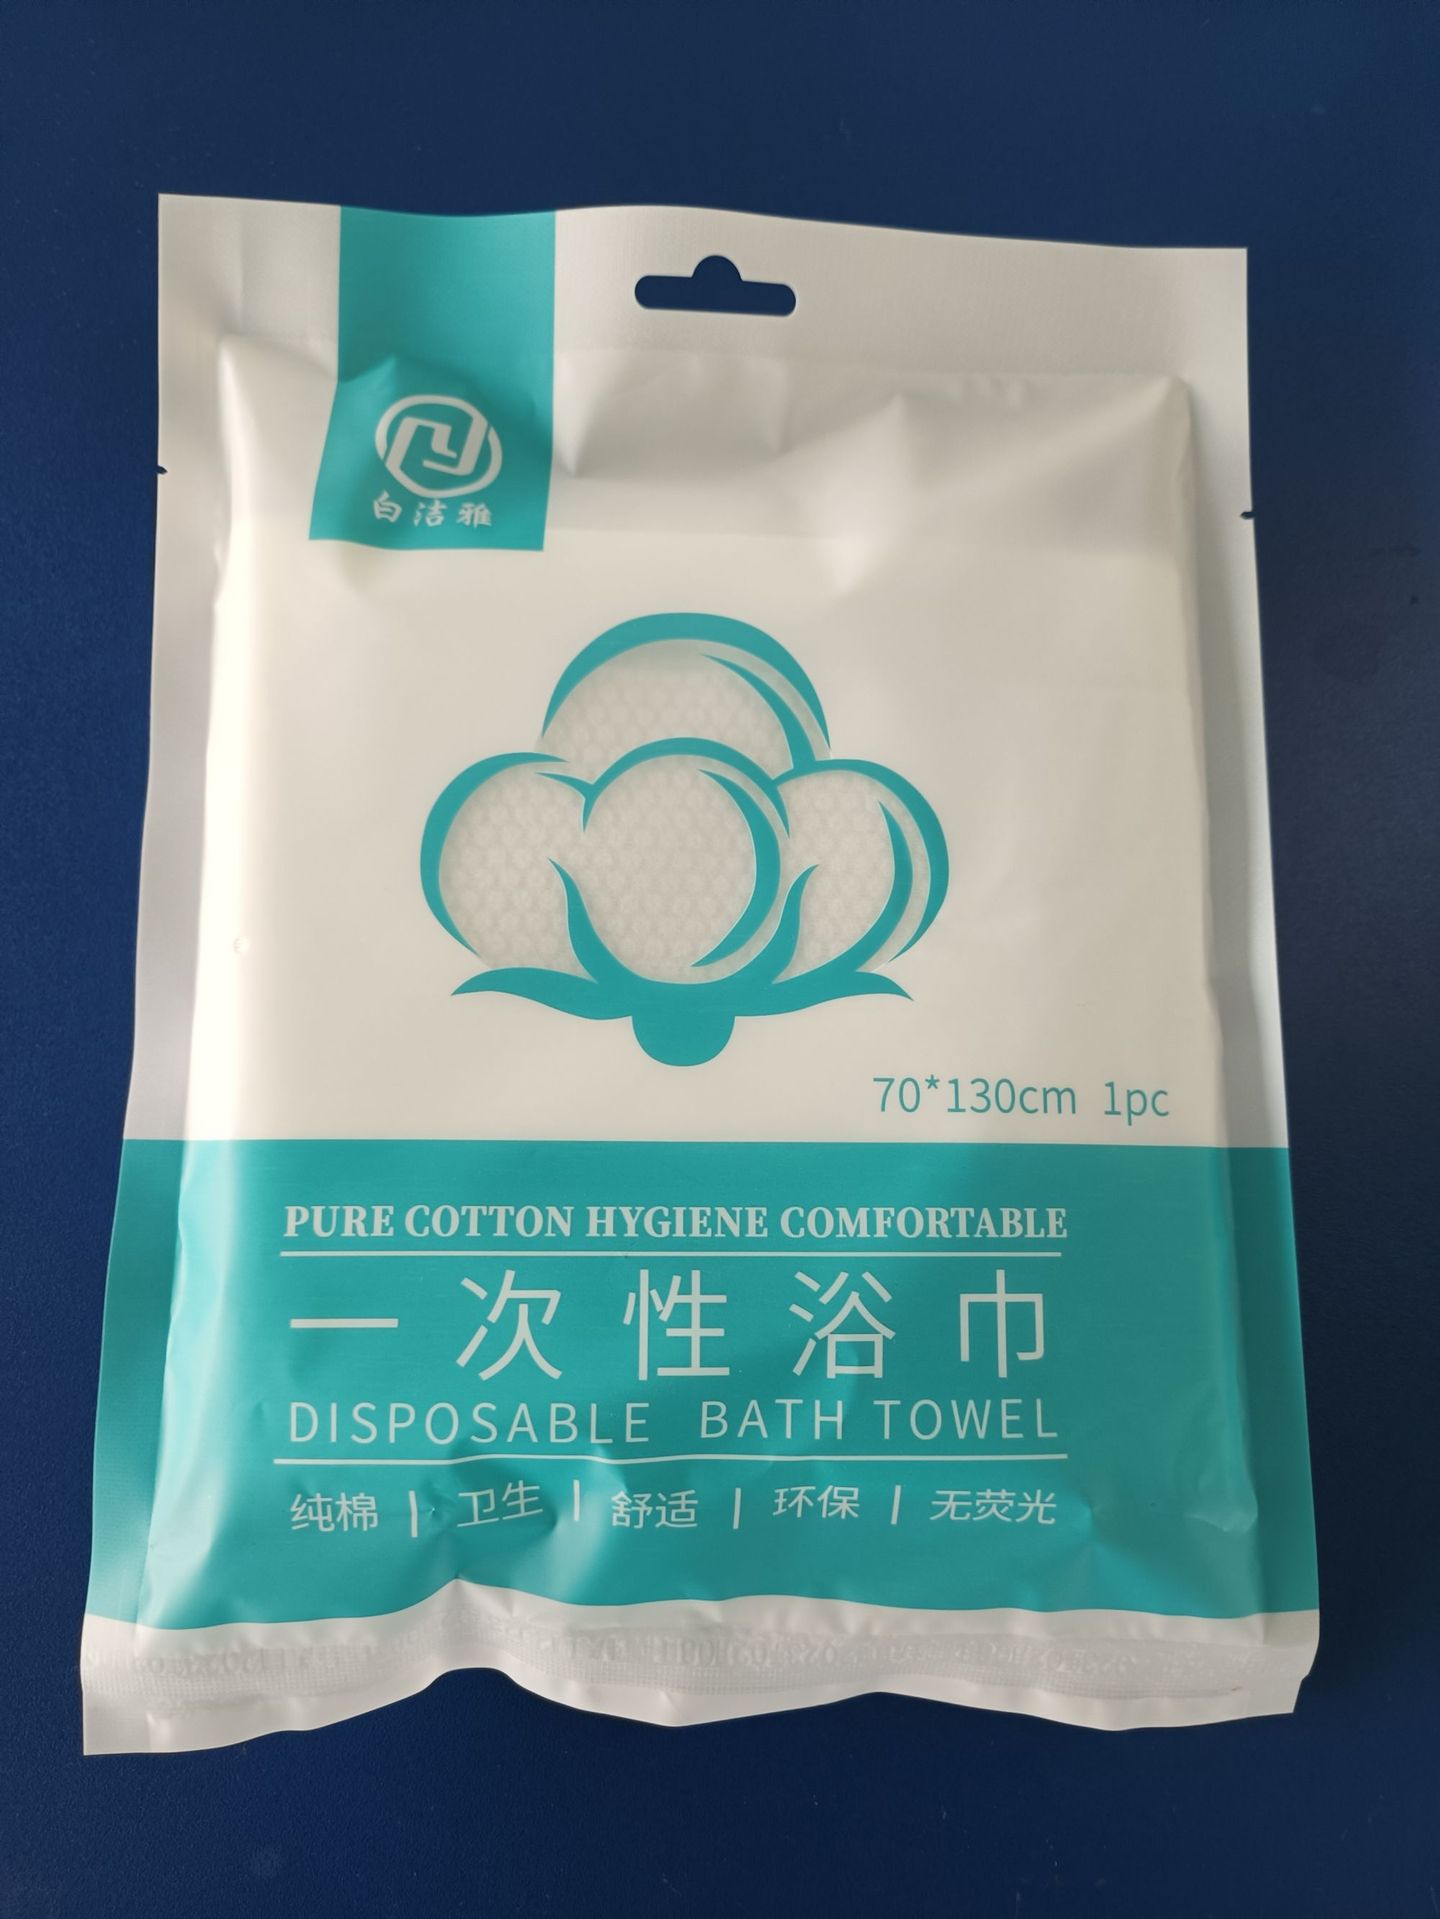 白洁雅
70*130cm 1pc
PURE COTTON HYGIENE COMFORTABLE
一次性浴巾
DISPOSABLE BATH TOWEL
纯棉 | 卫生 | 舒适 | 环保 | 无荧光